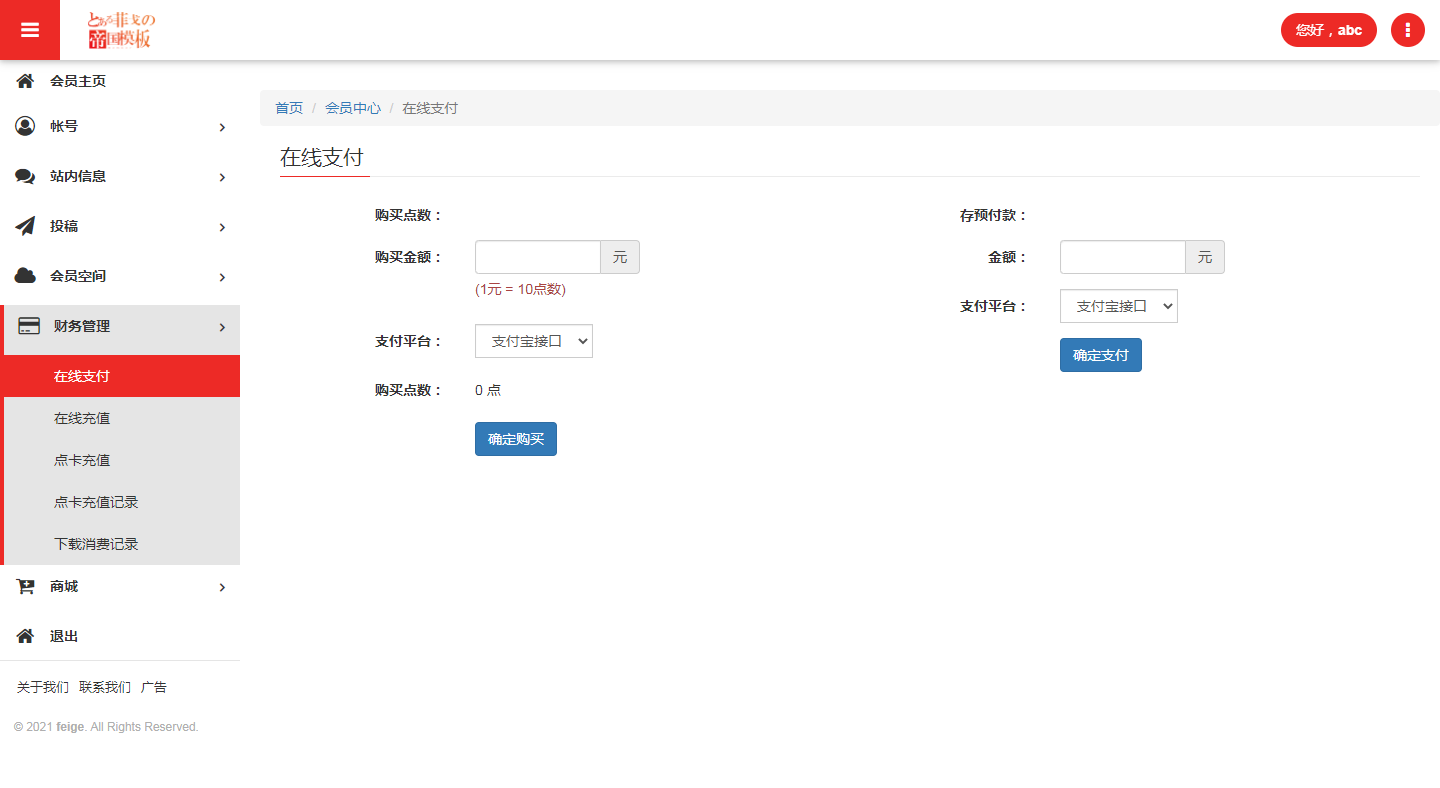 とある菲戈の
帝国模板
您好，abc
会员主页
帐号
站内信息
投稿
会员空间
财务管理
在线支付
在线充值
点卡充值
点卡充值记录
下载消费记录
商城
退出
关于我们 联系我们 广告
© 2021 feige. All Rights Reserved.
首页 / 会员中心 / 在线支付
在线支付
购买点数：
购买金额： 元
(1元 = 10点数)
支付平台： 支付宝接口
购买点数： 0 点
确定购买
存预付款：
金额： 元
支付平台： 支付宝接口
确定支付